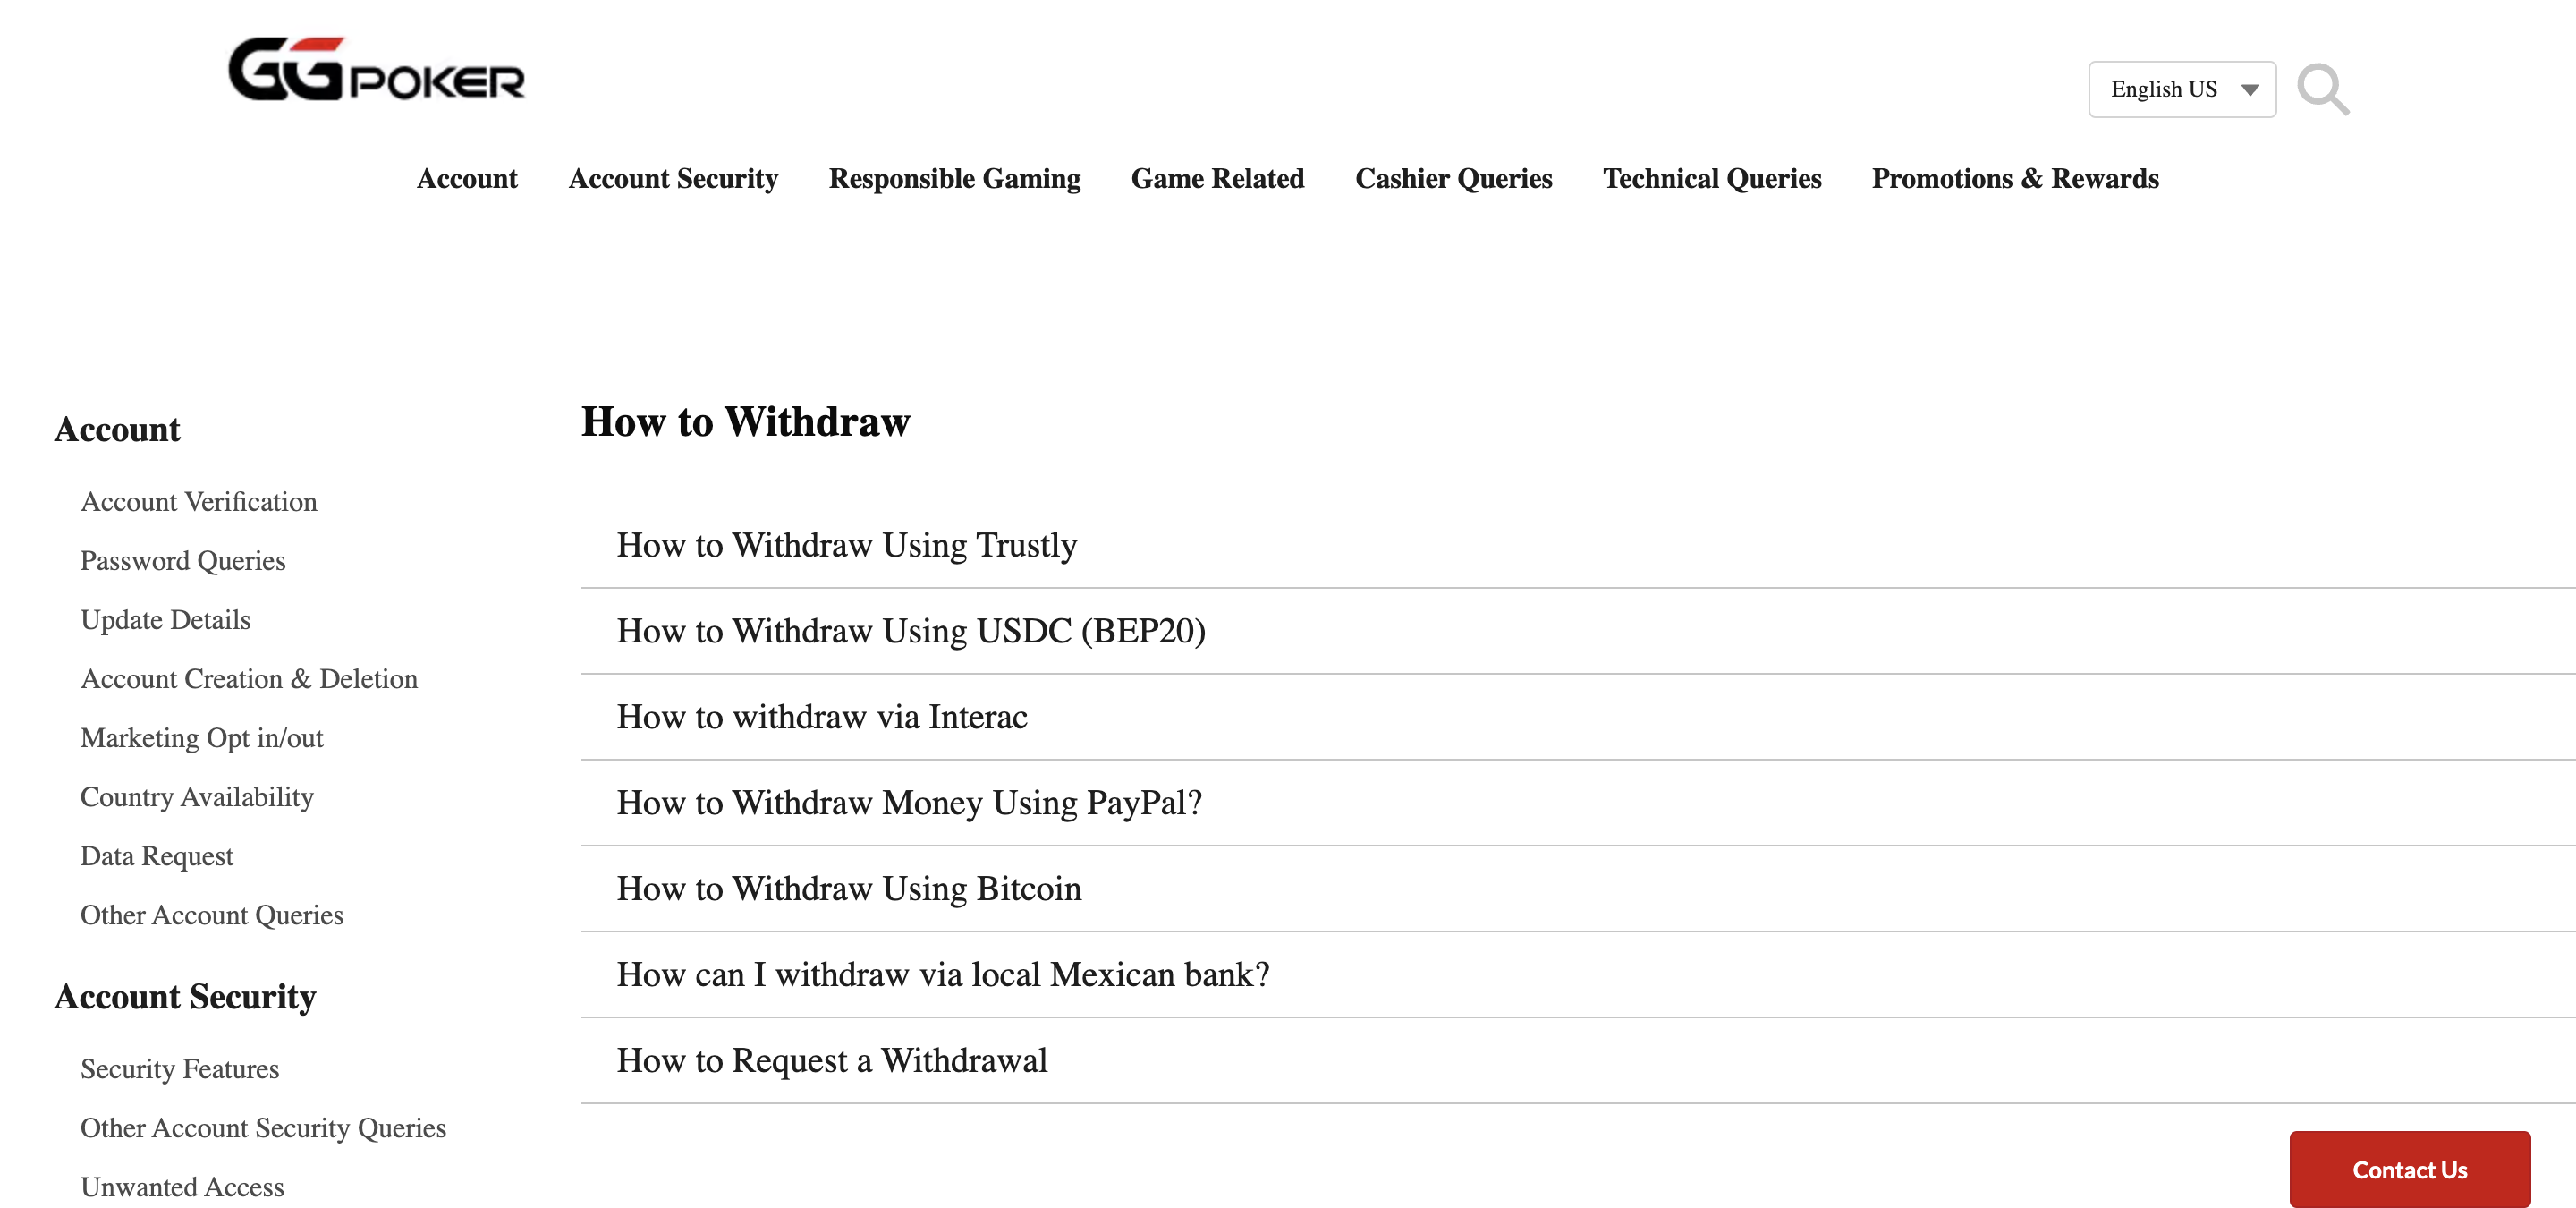 GGPOKER
English US
Account Account Security Responsible Gaming Game Related Cashier Queries Technical Queries Promotions & Rewards
Account
Account Verification
Password Queries
Update Details
Account Creation & Deletion
Marketing Opt in/out
Country Availability
Data Request
Other Account Queries
Account Security
Security Features
Other Account Security Queries
Unwanted Access
How to Withdraw
How to Withdraw Using Trustly
How to Withdraw Using USDC (BEP20)
How to withdraw via Interac
How to Withdraw Money Using PayPal?
How to Withdraw Using Bitcoin
How can I withdraw via local Mexican bank?
How to Request a Withdrawal
Contact Us